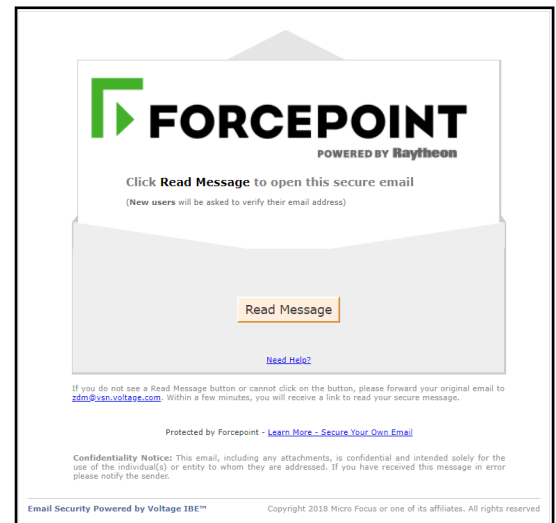 FORCEPOINT
POWERED BY Raytheon
Click Read Message to open this secure email
(New users will be asked to verify their email address)
Read Message
Need Help?
If you do not see a Read Message button or cannot click on the button, please forward your original email to
zdm@vsn.voltage.com. Within a few minutes, you will receive a link to read your secure message.
Protected by Forcepoint - Learn More - Secure Your Own Email
Confidentiality Notice: This email, including any attachments, is confidential and intended solely for the
use of the individual(s) or entity to whom they are addressed. If you have received this message in error
please notify the sender.
Email Security Powered by Voltage IBE™ Copyright 2018 Micro Focus or one of its affiliates. All rights reserved